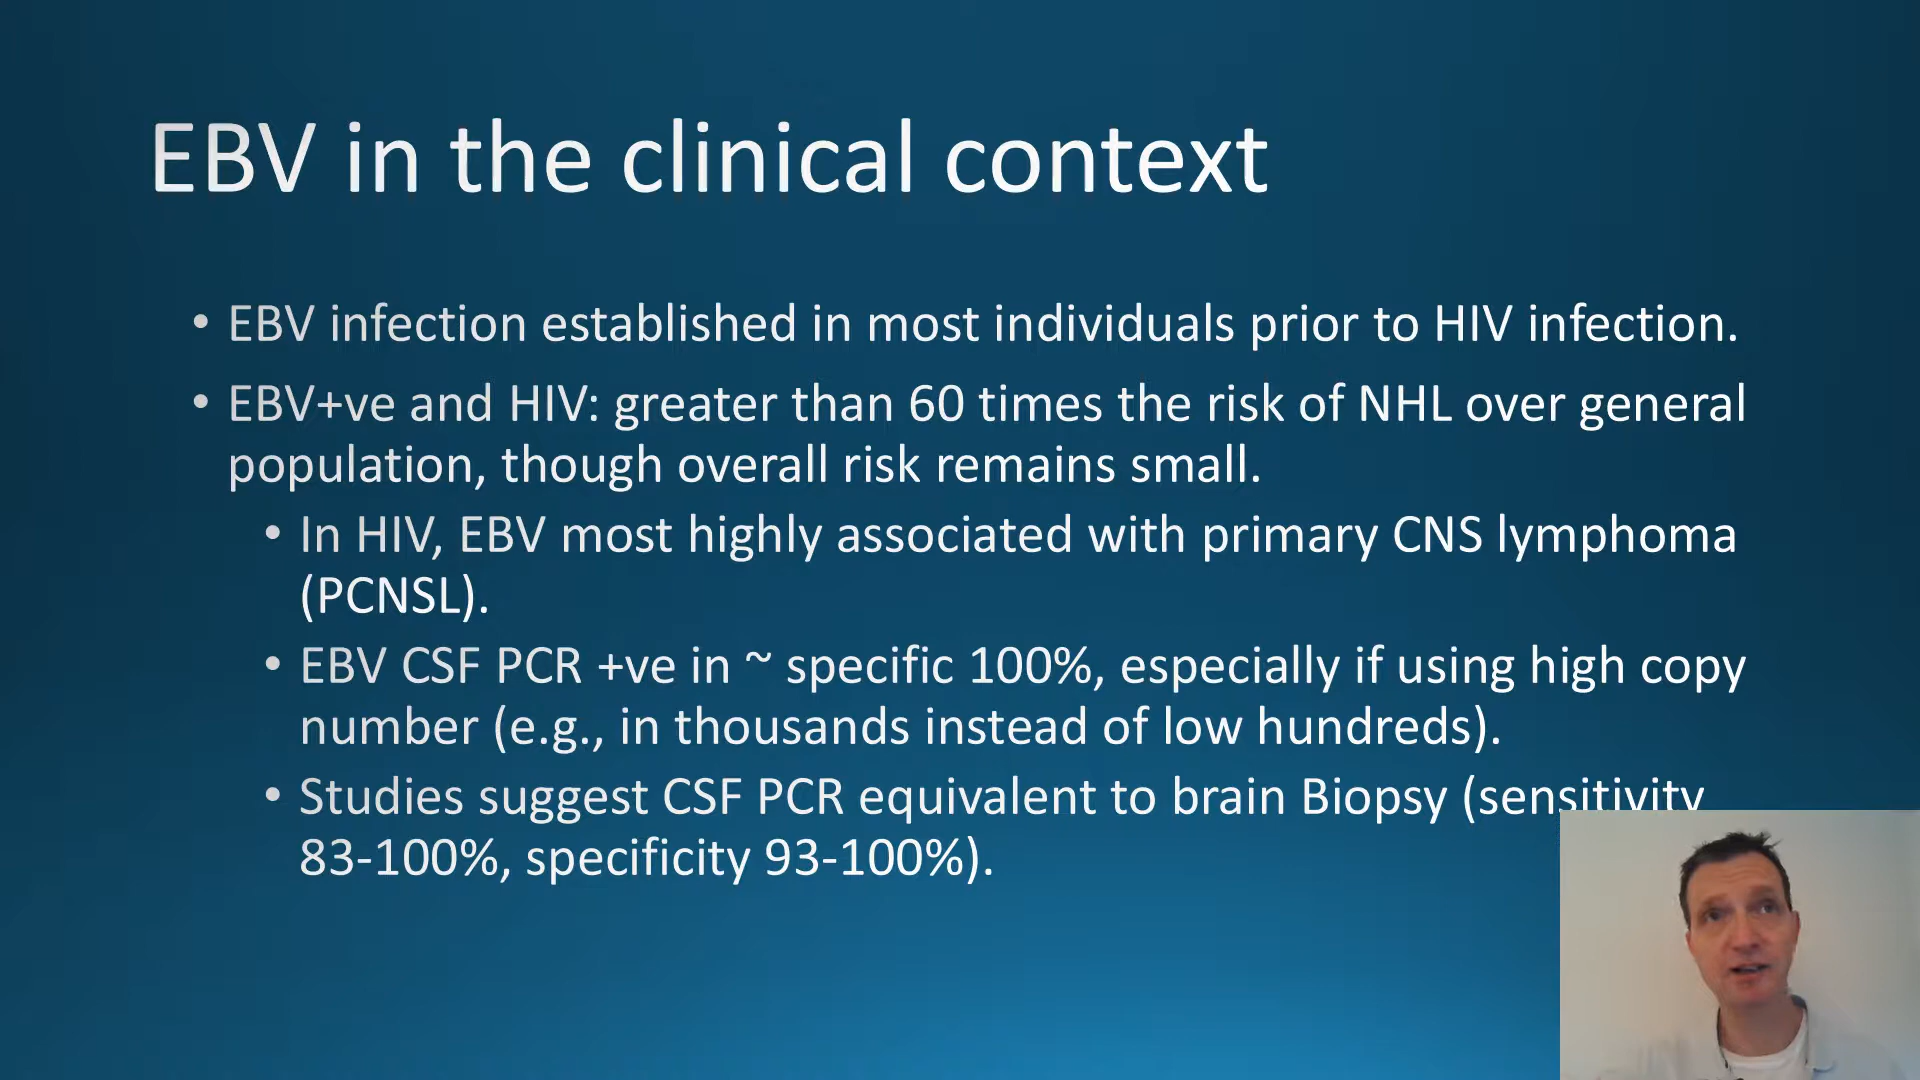 EBV in the clinical context
• EBV infection established in most individuals prior to HIV infection.
• EBV+ve and HIV: greater than 60 times the risk of NHL over general
population, though overall risk remains small.
• In HIV, EBV most highly associated with primary CNS lymphoma
(PCNSL).
• EBV CSF PCR +ve in ~ specific 100%, especially if using high copy
number (e.g., in thousands instead of low hundreds).
• Studies suggest CSF PCR equivalent to brain Biopsy (sensitivity
83-100%, specificity 93-100%).